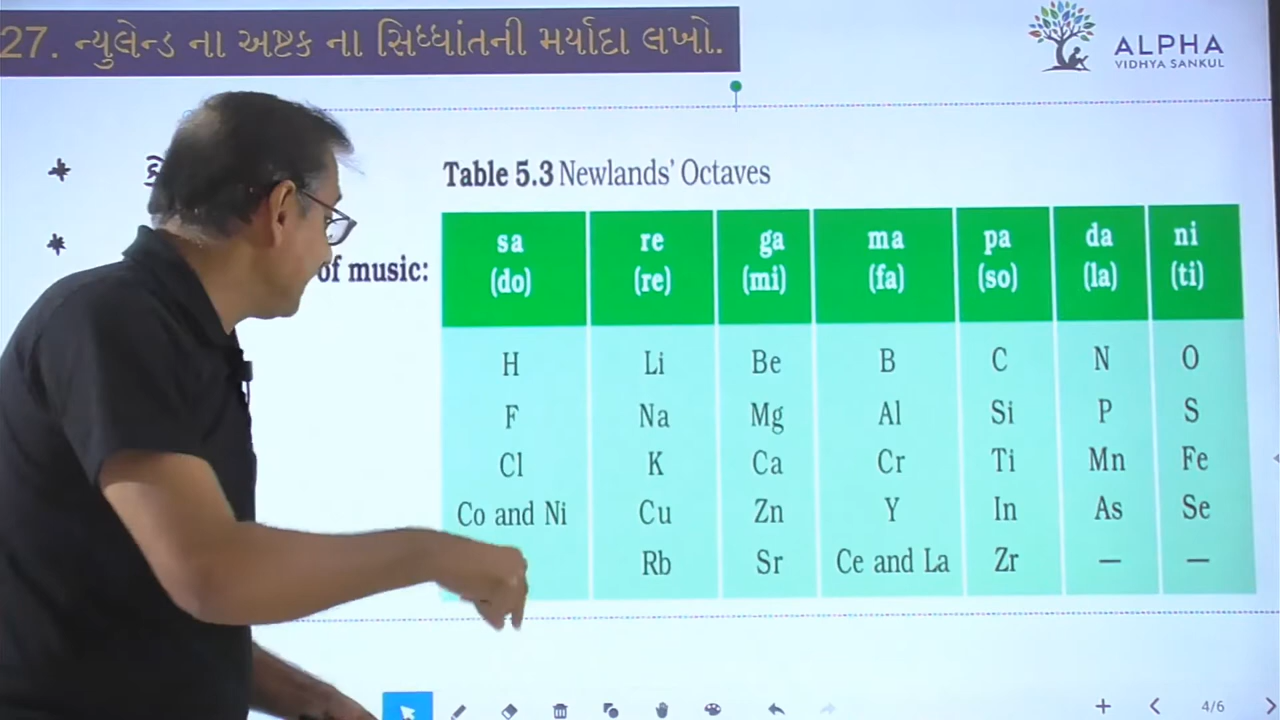 27. ન્યુલેન્ડ ના અષ્ટક ના સિધ્ધાંતની મર્યાદા લખો.
ALPHA
VIDHYA SANKUL
Table 5.3 Newlands' Octaves
of music:
sa re ga ma pa da ni
(do) (re) (mi) (fa) (so) (la) (ti)
H Li Be B C N O
F Na Mg Al Si P S
Cl K Ca Cr Ti Mn Fe
Co and Ni Cu Zn Y In As Se
Rb Sr Ce and La Zr — —
4/6